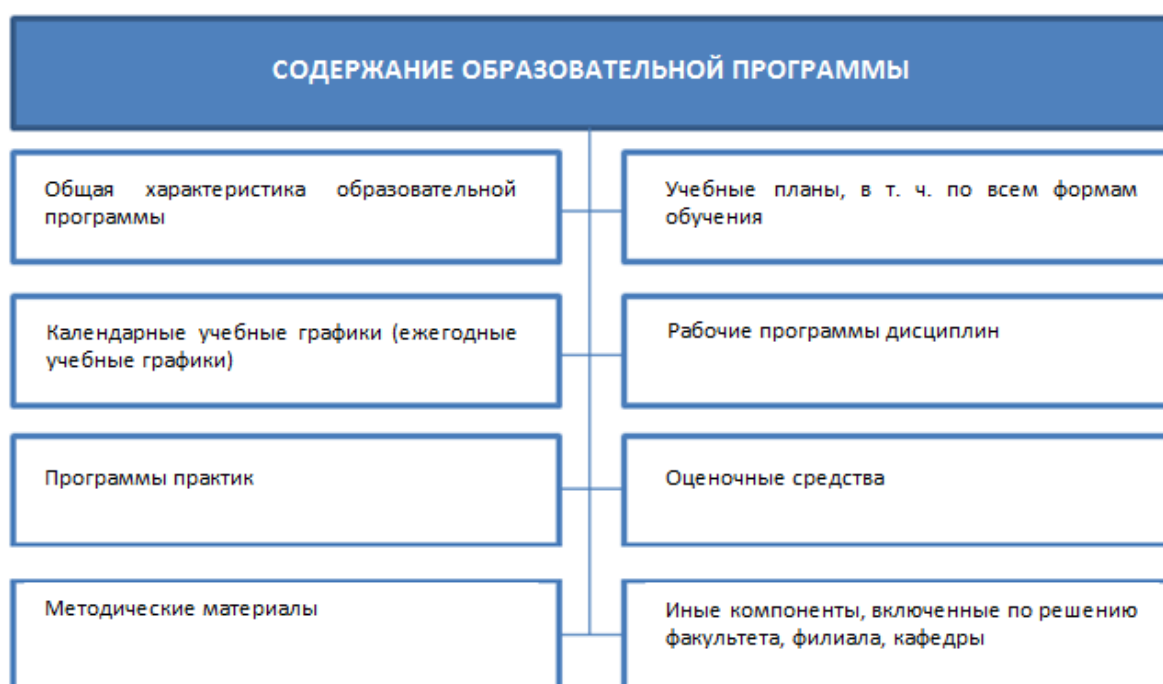 СОДЕРЖАНИЕ ОБРАЗОВАТЕЛЬНОЙ ПРОГРАММЫ
Общая характеристика образовательной
программы
Учебные планы, в т. ч. по всем формам
обучения
Календарные учебные графики (ежегодные
учебные графики)
Рабочие программы дисциплин
Программы практик
Оценочные средства
Методические материалы
Иные компоненты, включенные по решению
факультета, филиала, кафедры